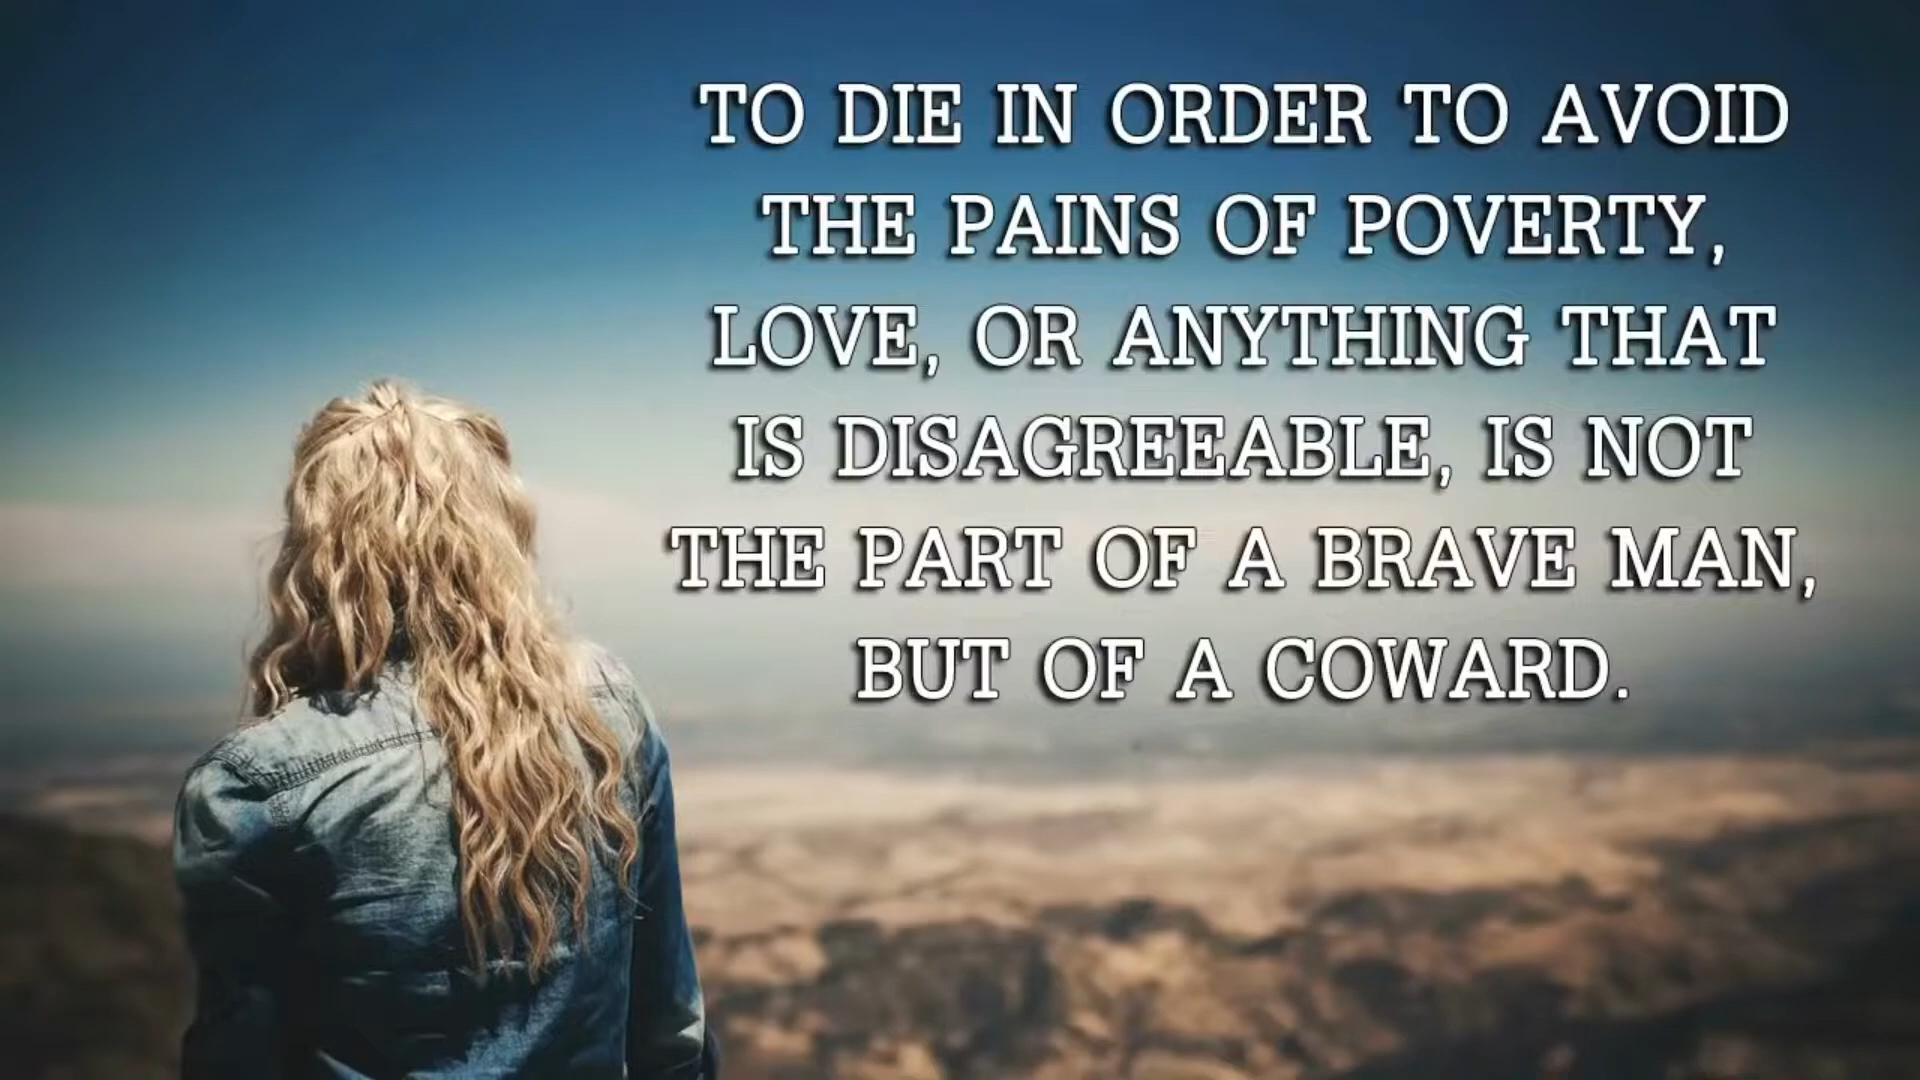 TO DIE IN ORDER TO AVOID
THE PAINS OF POVERTY,
LOVE, OR ANYTHING THAT
IS DISAGREEABLE, IS NOT
THE PART OF A BRAVE MAN,
BUT OF A COWARD.